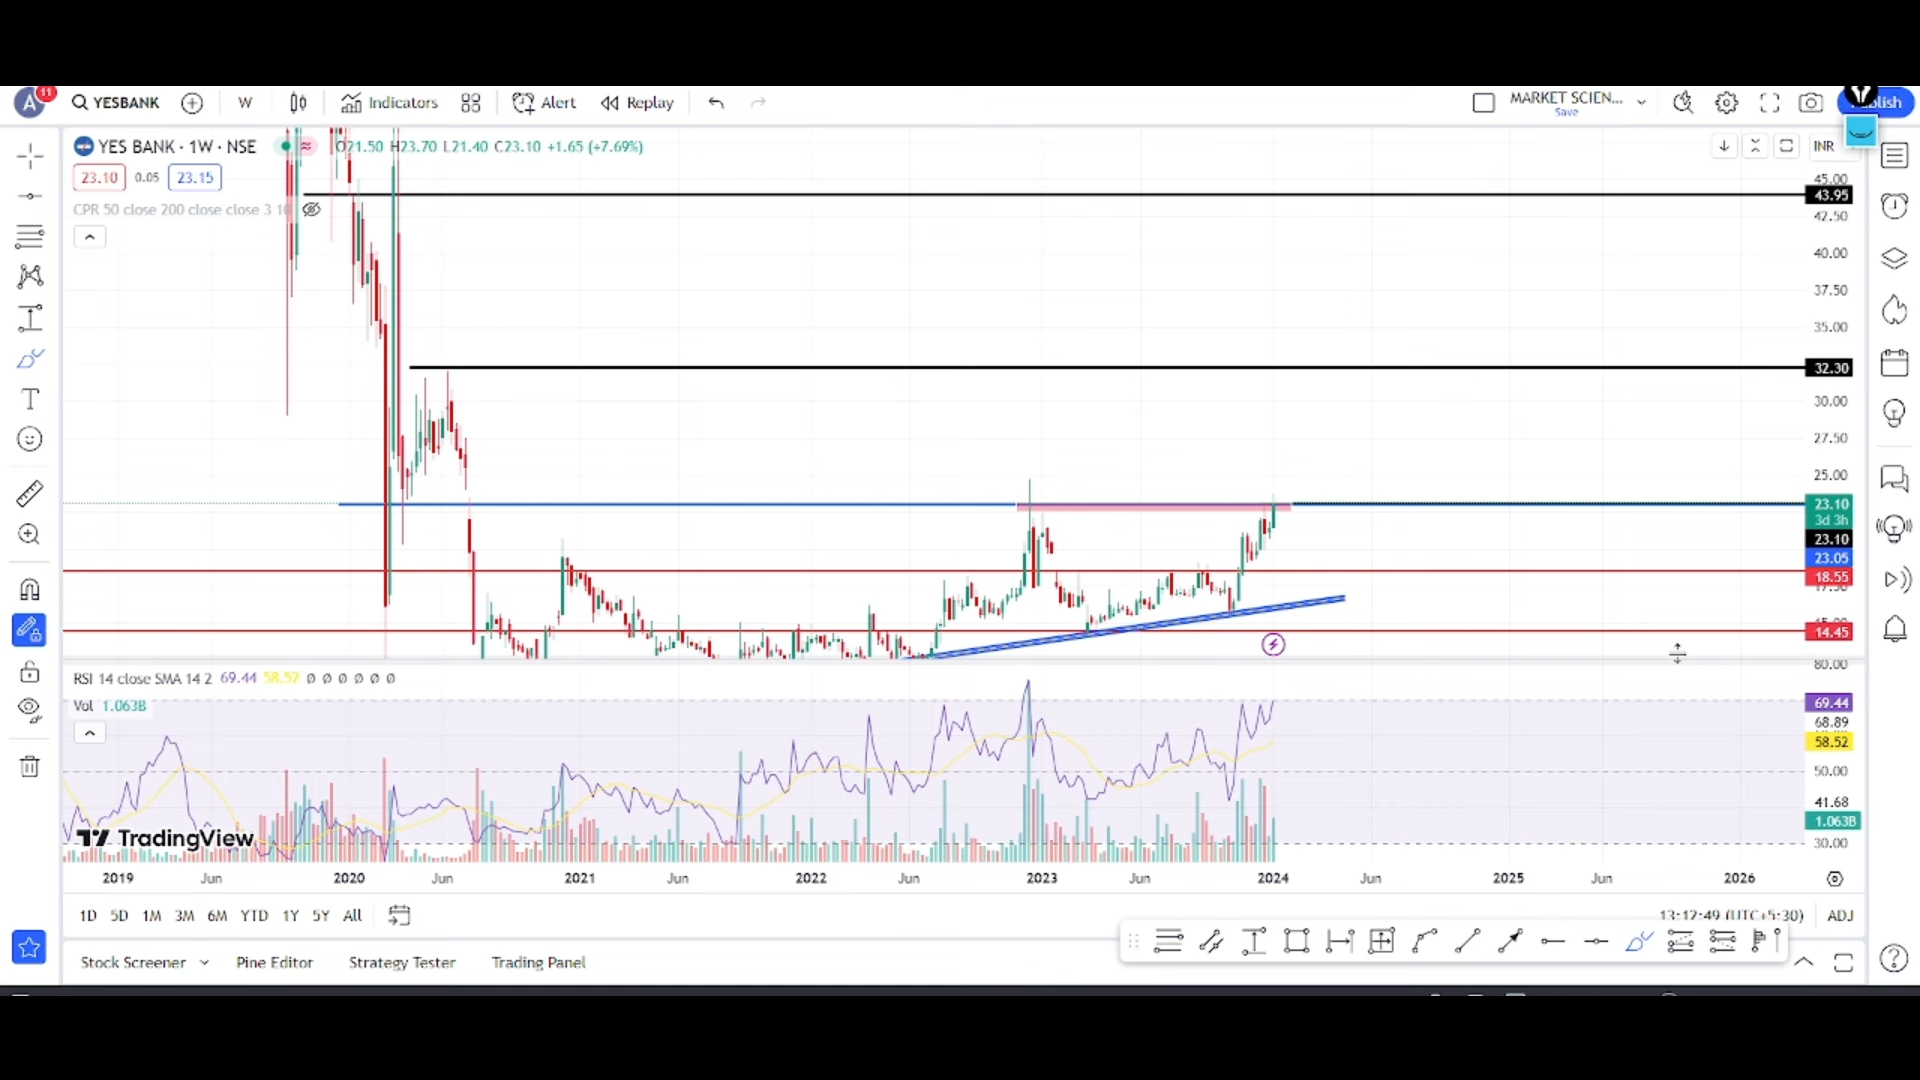 A 11 YESBANK W Indicators Alert Replay MARKET SCIEN... Save
YES BANK · 1W · NSE O21.50 H23.70 L21.40 C23.10 +1.65 (+7.69%) INR
23.10 0.05 23.15
CPR 50 close 200 close close 3 10
45.00
43.95
42.50
40.00
37.50
35.00
32.30
30.00
27.50
25.00
23.10
3d 3h
23.10
23.05
18.55
14.45
80.00
RSI 14 close SMA 14 2 69.44 58.52 ∅ ∅ ∅ ∅ ∅ ∅
Vol 1.063B
69.44
68.89
58.52
50.00
41.68
1.063B
30.00
TradingView
2019 Jun 2020 Jun 2021 Jun 2022 Jun 2023 Jun 2024 Jun 2025 Jun 2026
1D 5D 1M 3M 6M YTD 1Y 5Y All 13:12:49 (UTC+5:30) ADJ
Stock Screener Pine Editor Strategy Tester Trading Panel